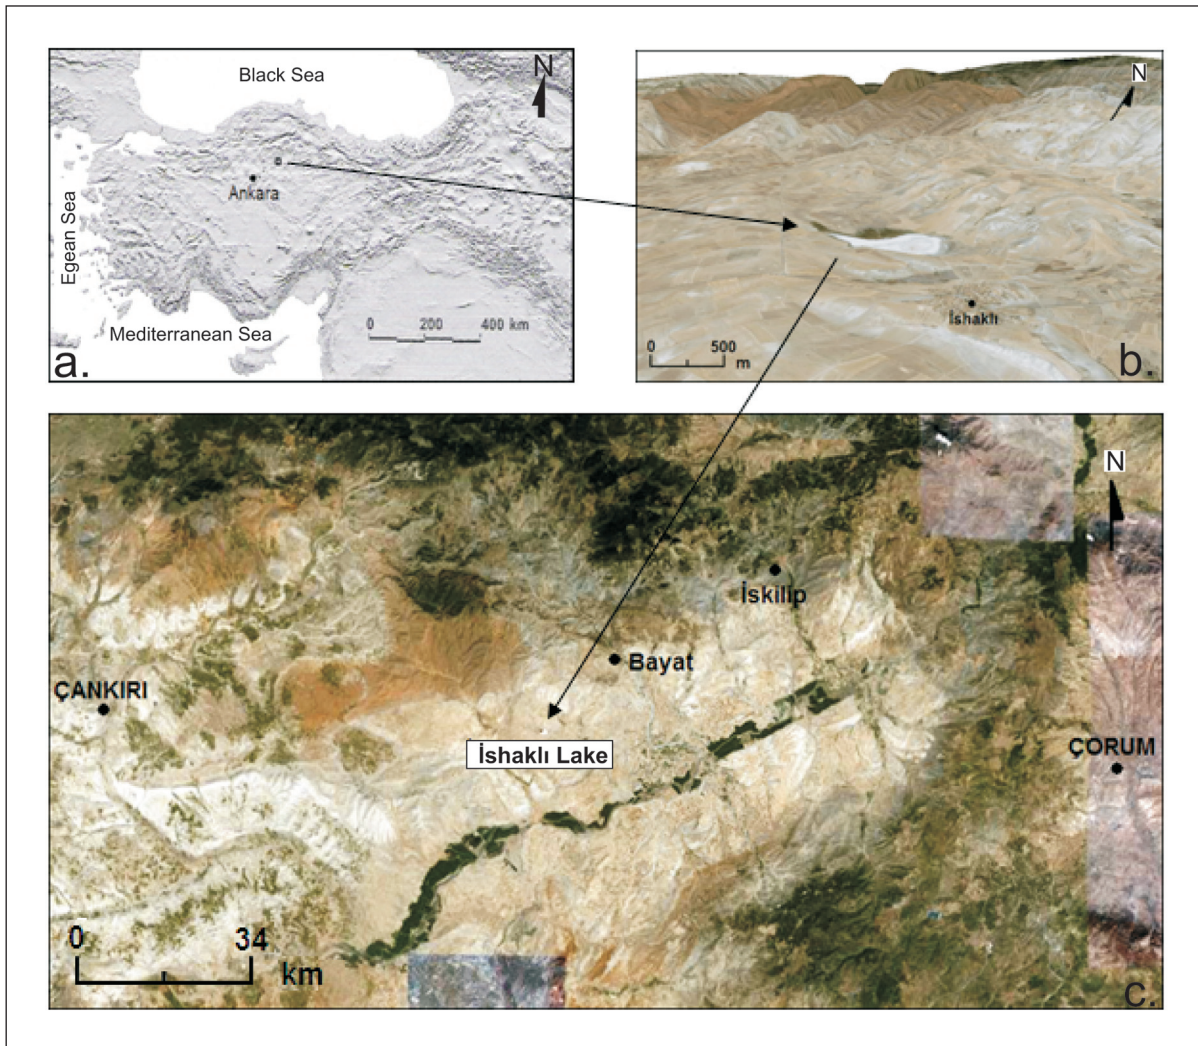 Black Sea
N
Ankara
Egean Sea
Mediterranean Sea
0 200 400 km
a.
N
İshaklı
0 500
m
b.
N
İskilip
Bayat
ÇANKIRI
İshaklı Lake
ÇORUM
0 34
km
c.